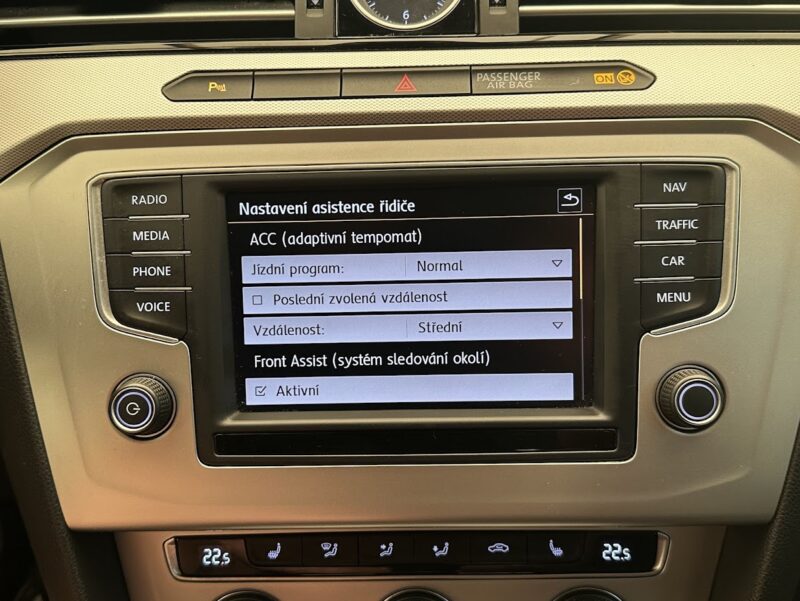 6
P
PASSENGER
AIR BAG
ON
RADIO
MEDIA
PHONE
VOICE
Nastavení asistence řidiče
ACC (adaptivní tempomat)
Jízdní program: Normal
Poslední zvolená vzdálenost
Vzdálenost: Střední
Front Assist (systém sledování okolí)
Aktivní
NAV
TRAFFIC
CAR
MENU
22.5
22.5